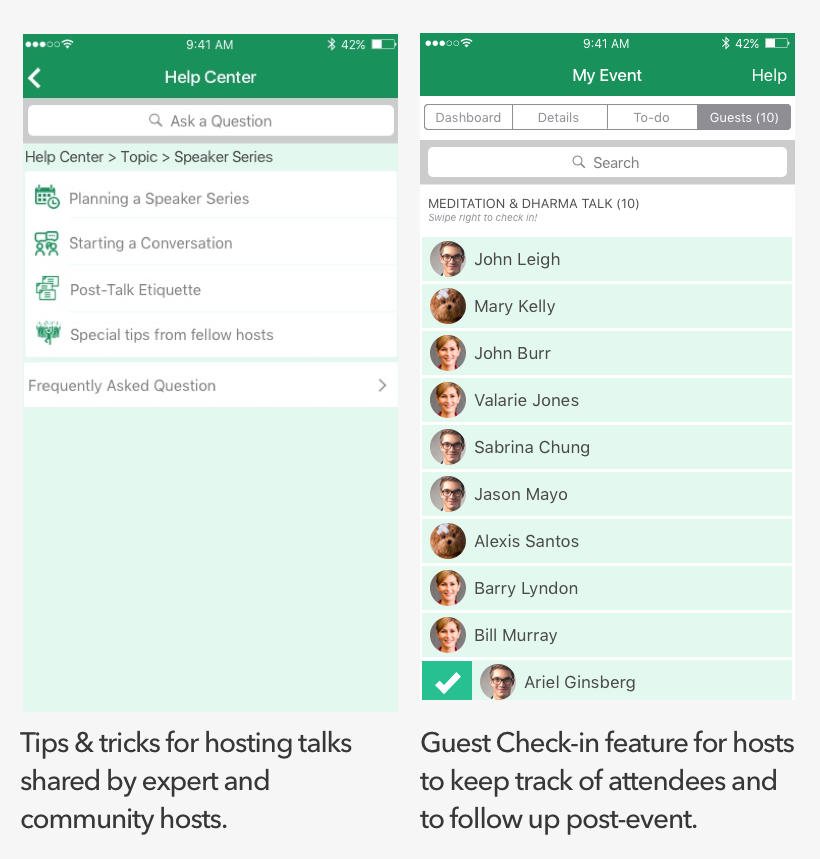 9:41 AM
42%
Help Center
Ask a Question
Help Center > Topic > Speaker Series
Planning a Speaker Series
Starting a Conversation
Post-Talk Etiquette
Special tips from fellow hosts
Frequently Asked Question
Tips & tricks for hosting talks
shared by expert and
community hosts.
9:41 AM
42%
My Event
Help
Dashboard
Details
To-do
Guests (10)
Search
MEDITATION & DHARMA TALK (10)
Swipe right to check in!
John Leigh
Mary Kelly
John Burr
Valarie Jones
Sabrina Chung
Jason Mayo
Alexis Santos
Barry Lyndon
Bill Murray
Ariel Ginsberg
Guest Check-in feature for hosts
to keep track of attendees and
to follow up post-event.